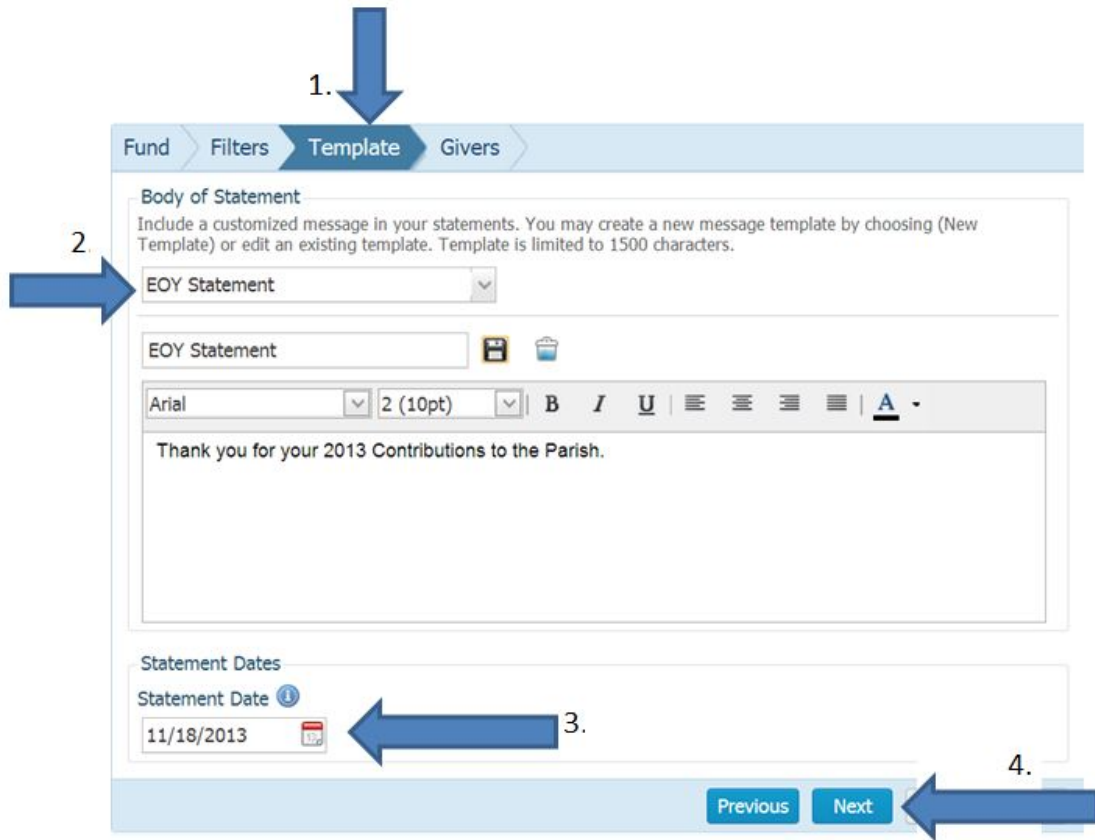 1.
Fund Filters Template Givers
Body of Statement
Include a customized message in your statements. You may create a new message template by choosing (New
Template) or edit an existing template. Template is limited to 1500 characters.
2.
EOY Statement
EOY Statement
Arial 2 (10pt) B I U A
Thank you for your 2013 Contributions to the Parish.
Statement Dates
Statement Date
11/18/2013
3.
4.
Previous Next